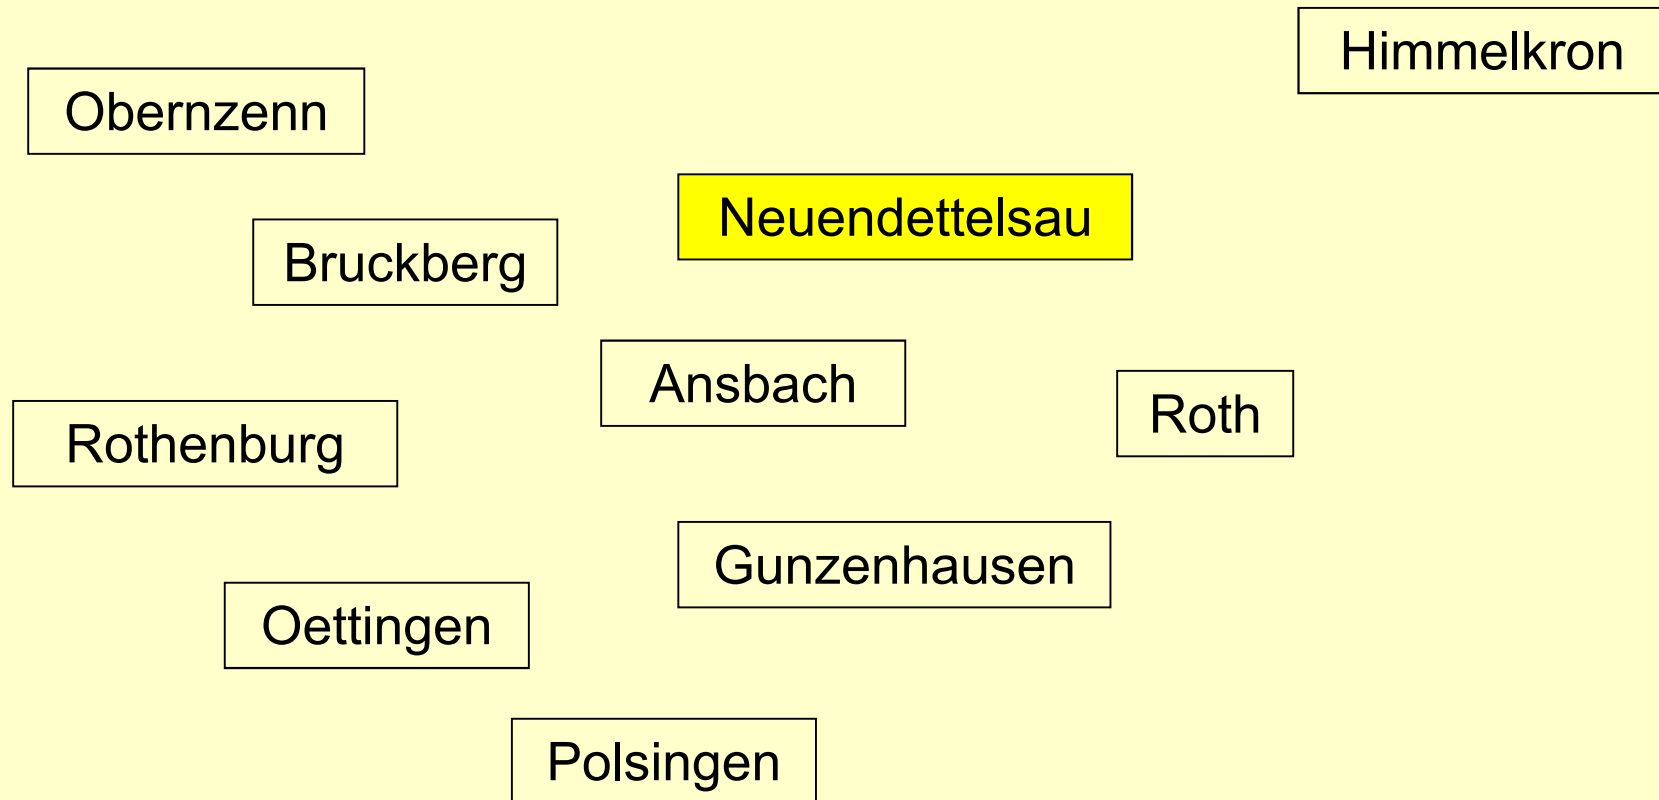 Himmelkron
Obernzenn
Neuendettelsau
Bruckberg
Ansbach
Roth
Rothenburg
Gunzenhausen
Oettingen
Polsingen